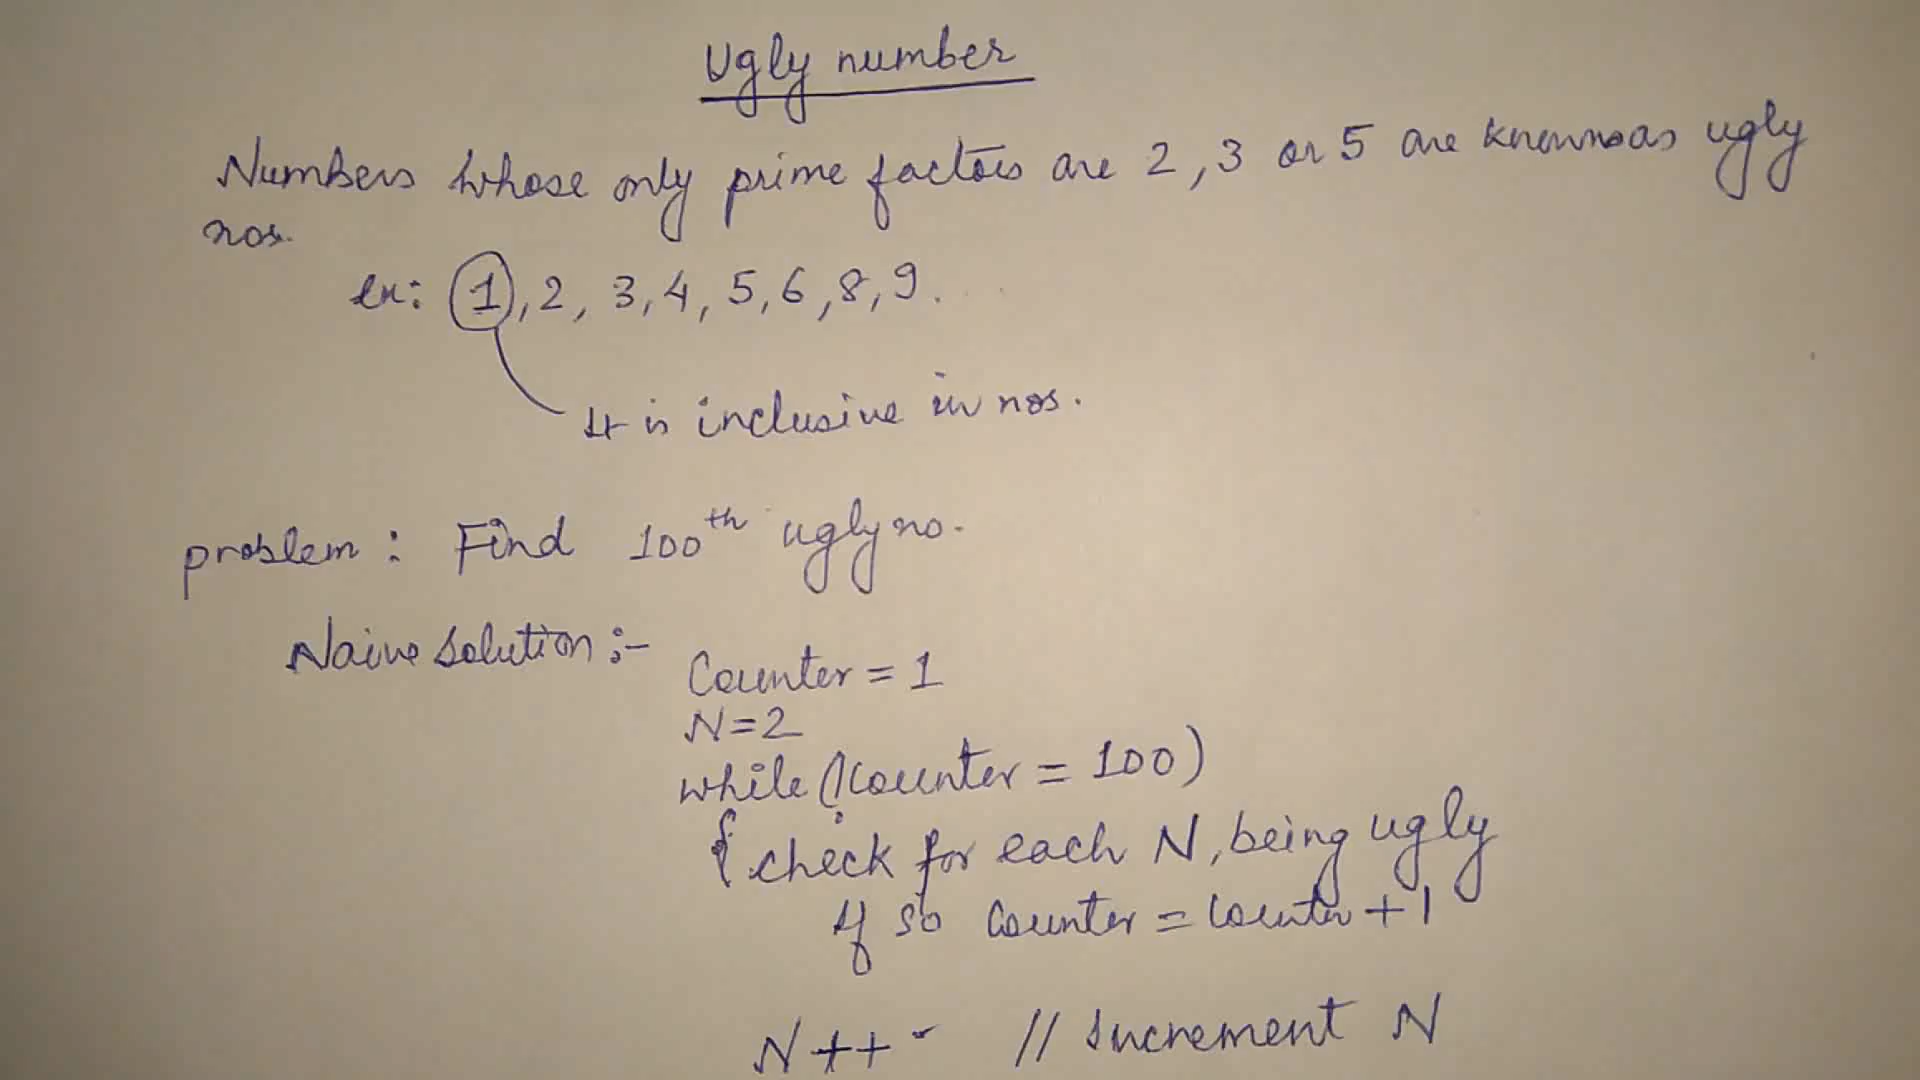 Ugly number
Numbers whose only prime factors are 2, 3 or 5 are known as ugly
nos.
ex: 1, 2, 3, 4, 5, 6, 8, 9. . .
It is inclusive in nos.
problem: Find 100th ugly no.
Naive solution :-
Counter = 1
N=2
while (!counter = 100)
{ check for each N, being ugly
If so Counter = Counter + 1
N++ // Increment N